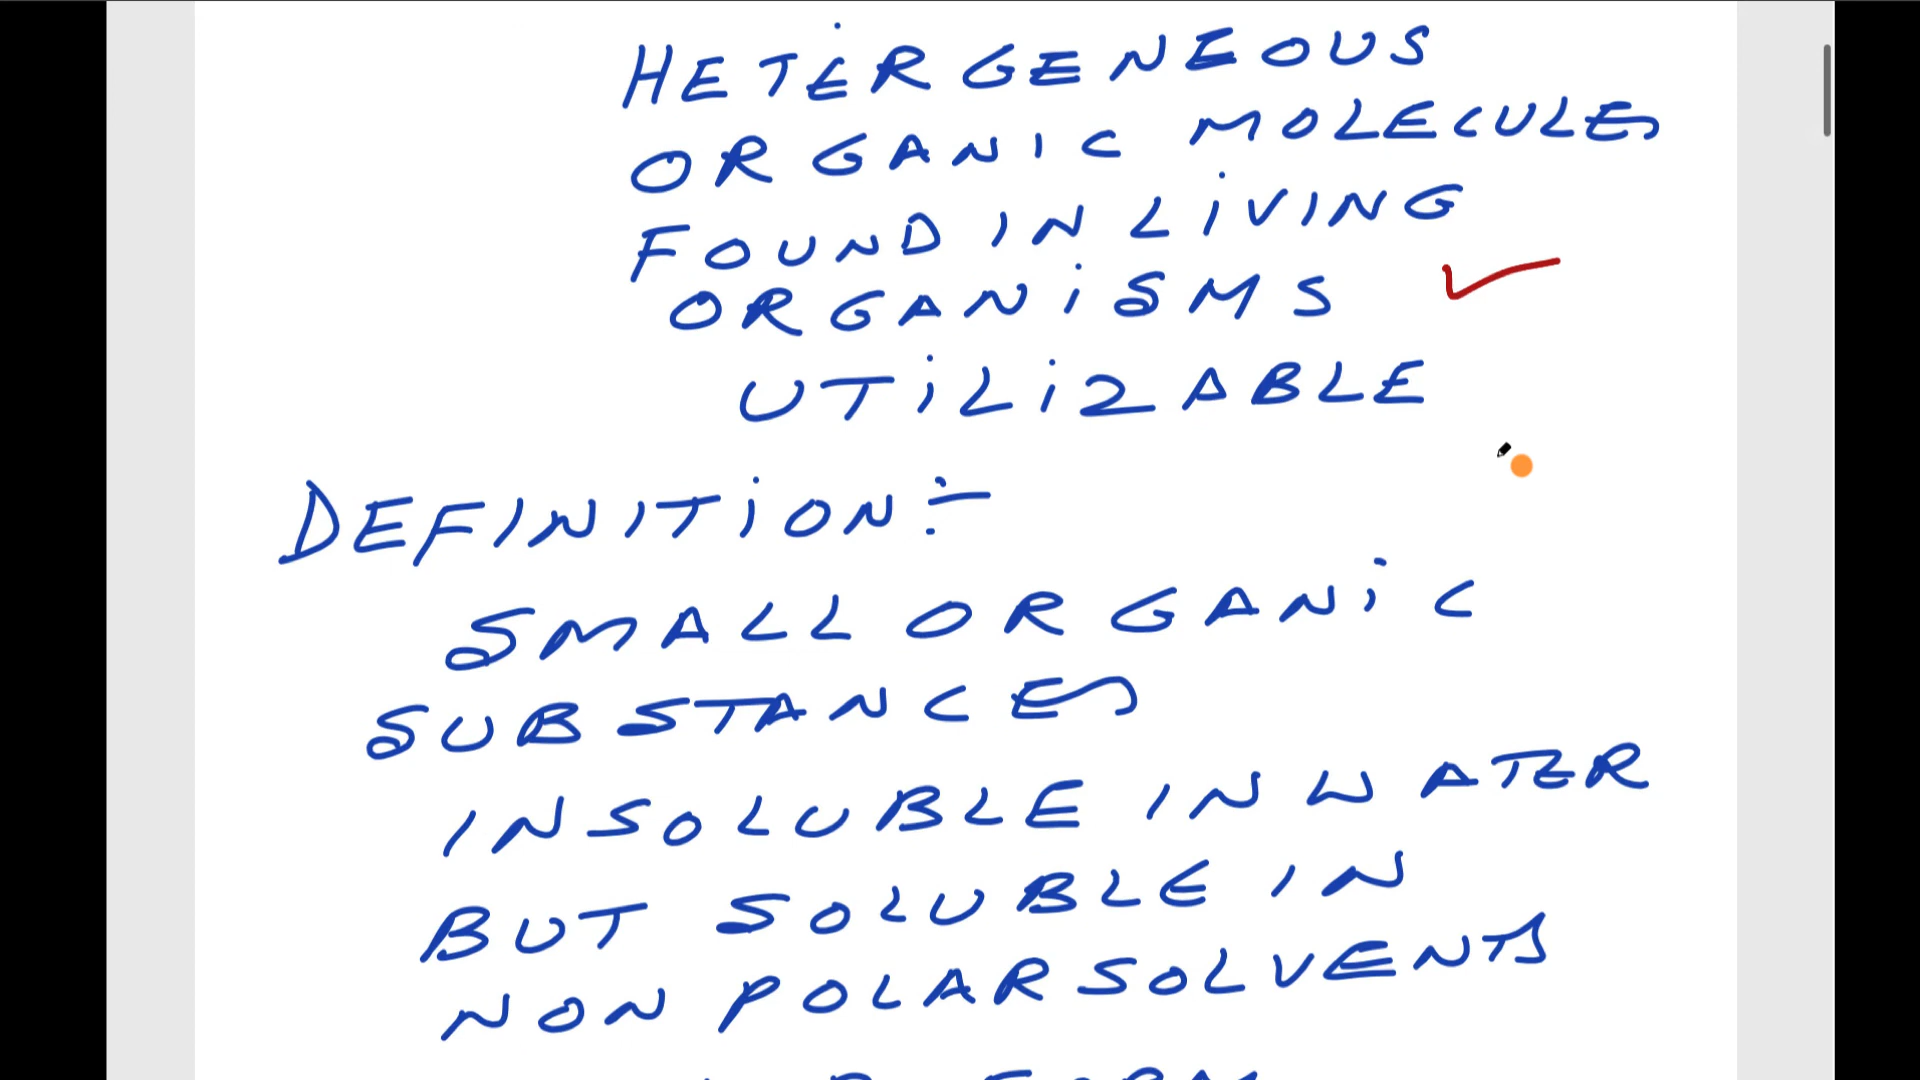 HETERGENEOUS
ORGANIC MOLECULES
FOUND IN LIVING
ORGANISMS
UTILIZABLE
DEFINITION:-
SMALL ORGANIC
SUBSTANCES
INSOLUBLE IN WATER
BUT SOLUBLE IN
NON POLAR SOLVENTS